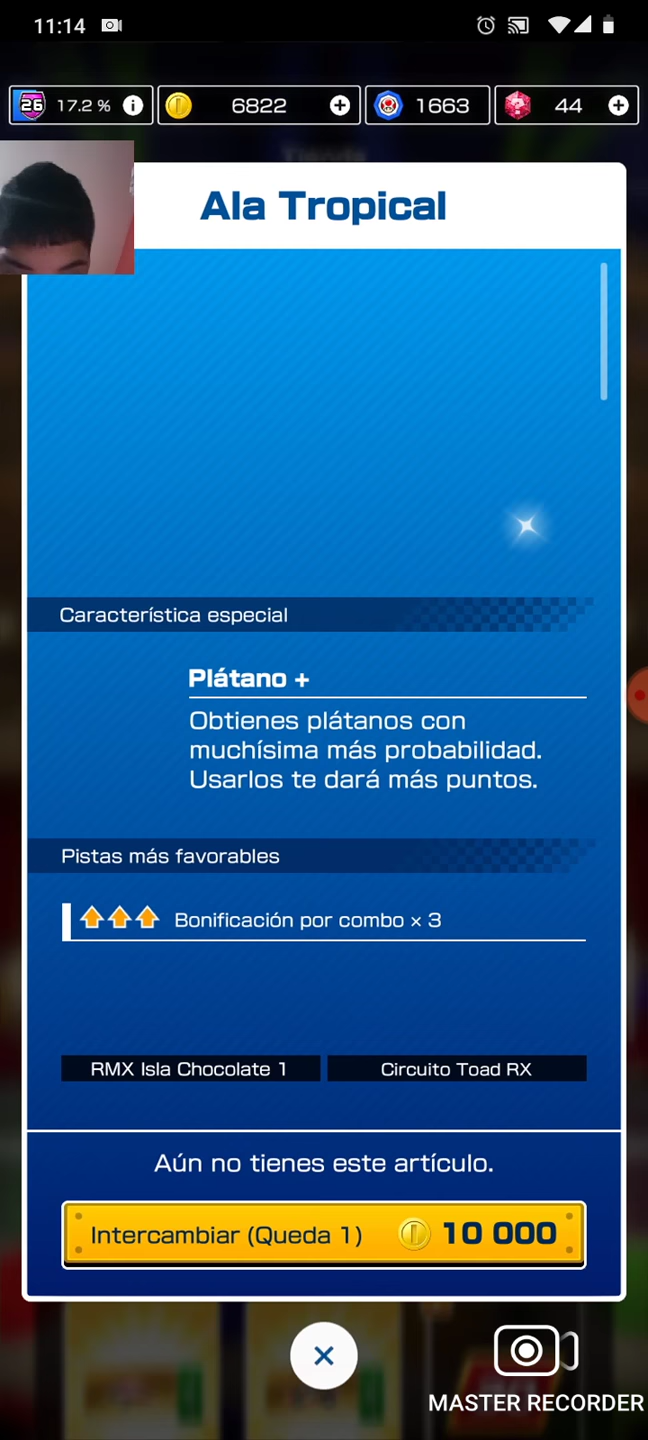 11:14
26 17.2 % i 6822 + 1663 44 +
Ala Tropical
Característica especial
Plátano +
Obtienes plátanos con
muchísima más probabilidad.
Usarlos te dará más puntos.
Pistas más favorables
Bonificación por combo × 3
RMX Isla Chocolate 1 Circuito Toad RX
Aún no tienes este artículo.
Intercambiar (Queda 1) 10 000
MASTER RECORDER